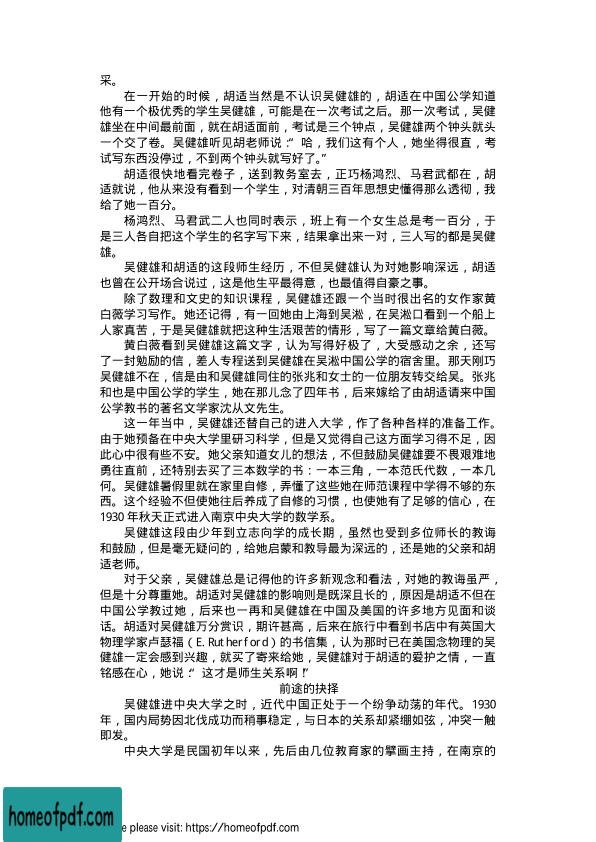 采。
在一开始的时候，胡适当然是不认识吴健雄的，胡适在中国公学知道
他有一个极优秀的学生吴健雄，可能是在一次考试之后。那一次考试，吴健
雄坐在中间最前面，就在胡适面前，考试是三个钟点，吴健雄两个钟头就头
一个交了卷。吴健雄听见胡老师说：“哈，我们这有个人，她坐得很直，考
试写东西没停过，不到两个钟头就写好了。”
胡适很快地看完卷子，送到教务室去，正巧杨鸿烈、马君武都在，胡
适就说，他从来没有看到一个学生，对清朝三百年思想史懂得那么透彻，我
给了她一百分。
杨鸿烈、马君武二人也同时表示，班上有一个女生总是考一百分，于
是三人各自把这个学生的名字写下来，结果拿出来一对，三人写的都是吴健
雄。
吴健雄和胡适的这段师生经历，不但吴健雄认为对她影响深远，胡适
也曾在公开场合说过，这是他生平最得意，也最值得自豪之事。
除了数理和文史的知识课程，吴健雄还跟一个当时很出名的女作家黄
白薇学习写作。她还记得，有一回她由上海到吴淞，在吴淞口看到一个船上
人家真苦，于是吴健雄就把这种生活艰苦的情形，写了一篇文章给黄白薇。
黄白薇看到吴健雄这篇文字，认为写得好极了，大受感动之余，还写
了一封勉励的信，差人专程送到吴健雄在吴淞中国公学的宿舍里。那天刚巧
吴健雄不在，信是由和吴健雄同住的张兆和女士的一位朋友转交给吴。张兆
和也是中国公学的学生，她在那儿念了四年书，后来嫁给了由胡适请来中国
公学教书的著名文学家沈从文先生。
这一年当中，吴健雄还替自己的进入大学，作了各种各样的准备工作。
由于她预备在中央大学里研习科学，但是又觉得自己这方面学习得不足，因
此心中很有些不安。她父亲知道女儿的想法，不但鼓励吴健雄要不畏艰难地
勇往直前，还特别去买了三本数学的书：一本三角，一本范氏代数，一本几
何。吴健雄暑假里就在家里自修，弄懂了这些她在师范课程中学得不够的东
西。这个经验不但使她往后养成了自修的习惯，也使她有了足够的信心，在
1930 年秋天正式进入南京中央大学的数学系。
吴健雄这段由少年到立志向学的成长期，虽然也受到多位师长的教诲
和鼓励，但是毫无疑问的，给她启蒙和教导最为深远的，还是她的父亲和胡
适老师。
对于父亲，吴健雄总是记得他的许多新观念和看法，对她的教诲虽严，
但是十分尊重她。胡适对吴健雄的影响则是既深且长的，原因是胡适不但在
中国公学教过她，后来也一再和吴健雄在中国及美国的许多地方见面和谈
话。胡适对吴健雄万分赏识，期许甚高，后来在旅行中看到书店中有英国大
物理学家卢瑟福（E.Rutherford）的书信集，认为那时已在美国念物理的吴
健雄一定会感到兴趣，就买了寄来给她，吴健雄对于胡适的爱护之情，一直
铭感在心，她说：“这才是师生关系啊！”
前途的抉择
吴健雄进中央大学之时，近代中国正处于一个纷争动荡的年代。1930
年，国内局势因北伐成功而稍事稳定，与日本的关系却紧绷如弦，冲突一触
即发。
中央大学是民国初年以来，先后由几位教育家的擘画主持，在南京的
homeofpdf.com
e please visit: https://homeofpdf.com